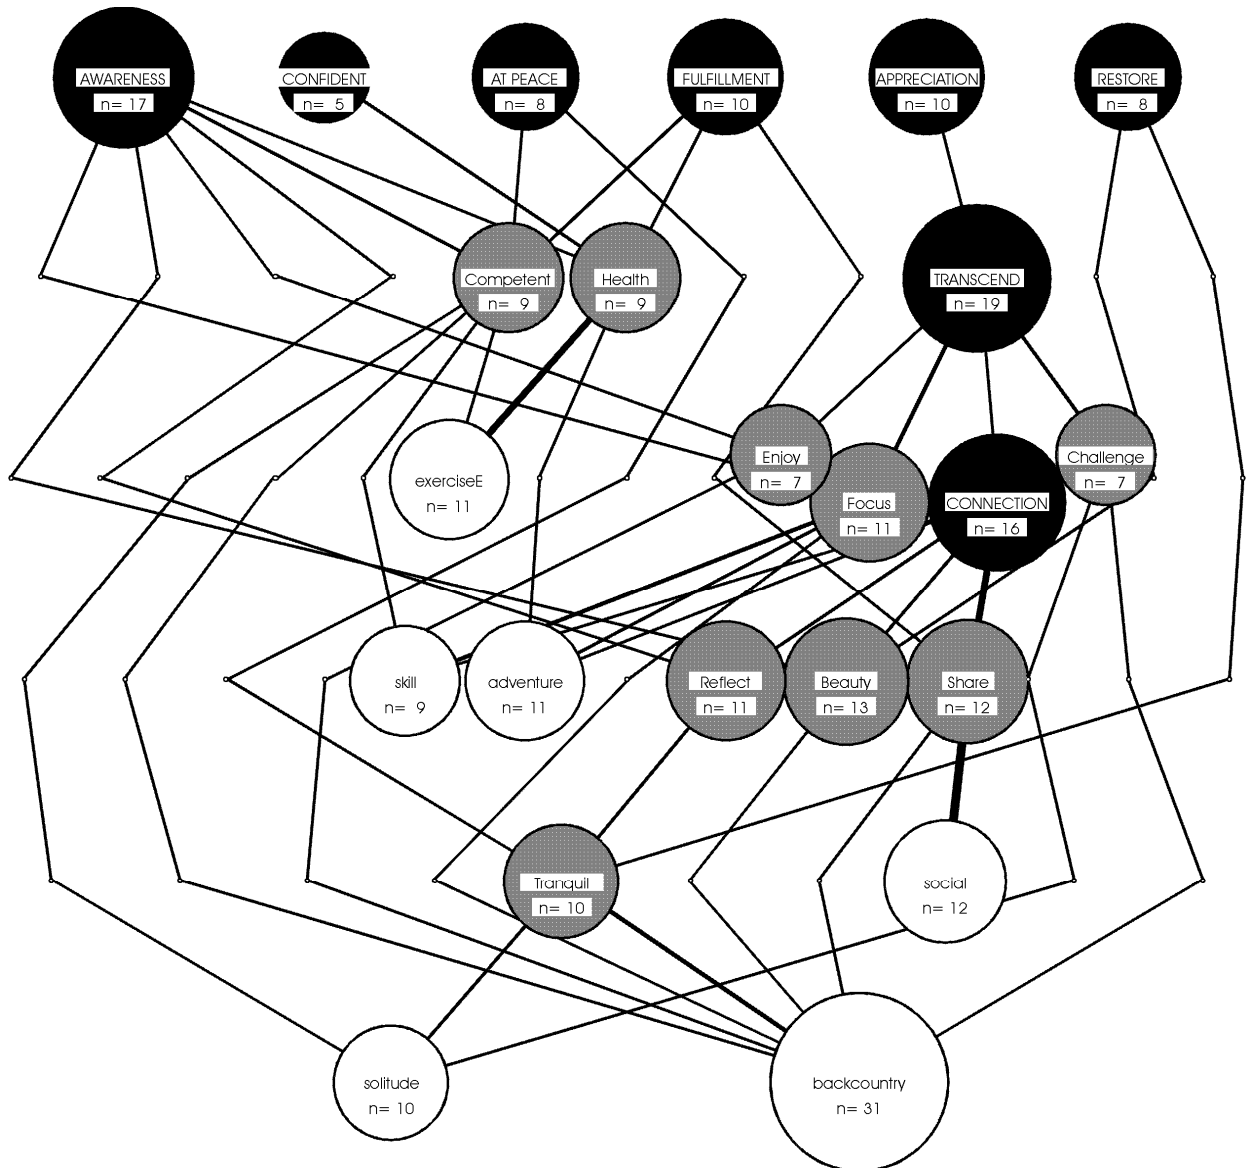 AWARENESS
n= 17
CONFIDENT
n= 5
AT PEACE
n= 8
FULFILLMENT
n= 10
APPRECIATION
n= 10
RESTORE
n= 8
Competent
n= 9
Health
n= 9
TRANSCEND
n= 19
exerciseE
n= 11
Enjoy
n= 7
Focus
n= 11
CONNECTION
n= 16
Challenge
n= 7
skill
n= 9
adventure
n= 11
Reflect
n= 11
Beauty
n= 13
Share
n= 12
Tranquil
n= 10
social
n= 12
solitude
n= 10
backcountry
n= 31